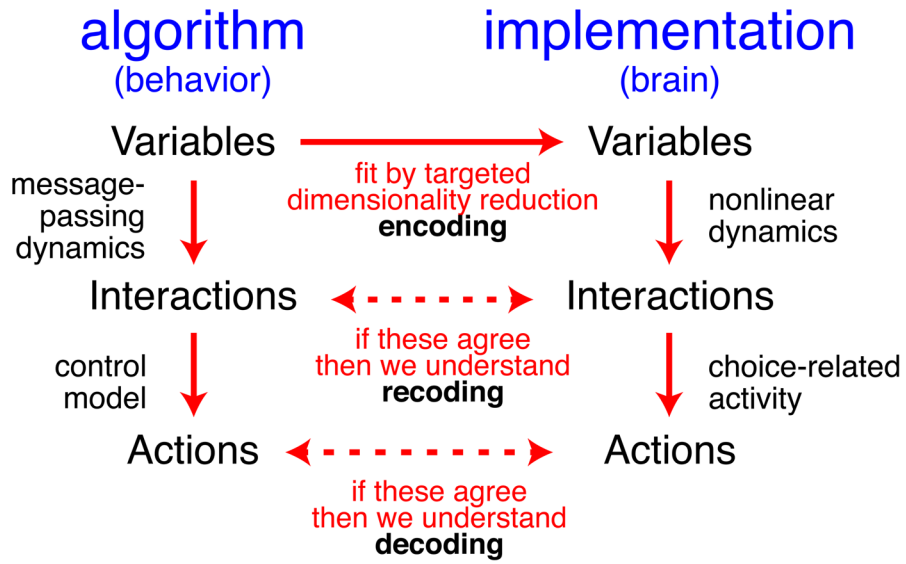 algorithm
(behavior)
implementation
(brain)
Variables
Variables
fit by targeted
dimensionality reduction
encoding
message-
passing
dynamics
nonlinear
dynamics
Interactions
Interactions
if these agree
then we understand
recoding
control
model
choice-related
activity
Actions
Actions
if these agree
then we understand
decoding